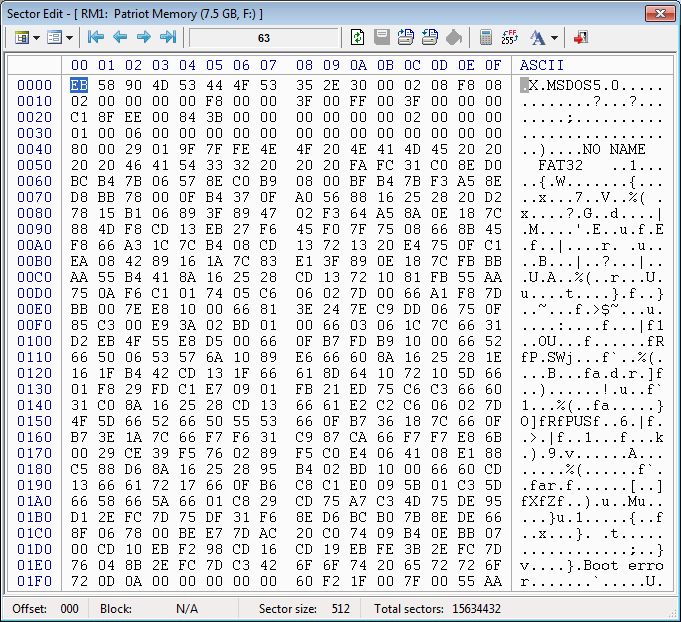 Sector Edit - [ RM1:  Patriot Memory (7.5 GB, F:) ]
63
ASCII
00 01 02 03 04 05 06 07 08 09 0A 0B 0C 0D 0E 0F ASCII
0000 EB 58 90 4D 53 44 4F 53 35 2E 30 00 02 08 F8 08 .X.MSDOS5.0.....
0010 02 00 00 00 00 F8 00 00 3F 00 FF 00 3F 00 00 00 ........?...?...
0020 C1 8F EE 00 84 3B 00 00 00 00 00 00 02 00 00 00 .....;..........
0030 01 00 06 00 00 00 00 00 00 00 00 00 00 00 00 00 ................
0040 80 00 29 01 9F 7F FE 4E 4F 20 4E 41 4D 45 20 20 ..)....NO NAME
0050 20 20 46 41 54 33 32 20 20 20 FA FC 31 C0 8E D0 FAT32   ..1...
0060 BC B4 7B 06 57 8E C0 B9 08 00 BF B4 7B F3 A5 8E ..{.W.......{...
0070 D8 BB 78 00 0F B4 37 0F A0 56 88 16 25 28 20 D2 ..x...7..V..%( .
0080 78 15 B1 06 89 3F 89 47 02 F3 64 A5 8A 0E 18 7C x....?.G..d....|
0090 88 4D F8 CD 13 EB 27 F6 45 F0 7F 75 08 66 8B 45 .M....'.E..u.f.E
00A0 F8 66 A3 1C 7C B4 08 CD 13 72 13 20 E4 75 0F C1 .f..|....r. .u..
00B0 EA 08 42 89 16 1A 7C 83 E1 3F 89 0E 18 7C FB BB ..B...|..?...|..
00C0 AA 55 B4 41 8A 16 25 28 CD 13 72 10 81 FB 55 AA .U.A..%(..r...U.
00D0 75 0A F6 C1 01 74 05 C6 06 02 7D 00 66 A1 F8 7D u....t....}.f..}
00E0 BB 00 7E E8 10 00 66 81 3E 24 7E C9 DD 06 75 0F ..~...f.>$~...u.
00F0 85 C3 00 E9 3A 02 BD 01 00 66 03 06 1C 7C 66 31 ....:....f...|f1
0100 D2 EB 4F 55 E8 D5 00 66 0F B7 FD B9 10 00 66 52 ..OU...f......fR
0110 66 50 06 53 57 6A 10 89 E6 66 60 8A 16 25 28 1E fP.SWj...f`..%(.
0120 16 1F B4 42 CD 13 1F 66 61 8D 64 10 72 10 5D 66 ...B...fa.d.r.]f
0130 01 F8 29 FD C1 E7 09 01 FB 21 ED 75 C6 C3 66 60 ..)......!.u..f`
0140 31 C0 8A 16 25 28 CD 13 66 61 E2 C2 C6 06 02 7D 1...%(..fa.....}
0150 4F 5D 66 52 66 50 55 53 66 0F B7 36 18 7C 66 0F O]fRfPUSf..6.|f.
0160 B7 3E 1A 7C 66 F7 F6 31 C9 87 CA 66 F7 F7 E8 6B .>.|f..1...f...k
0170 00 29 CE 39 F5 76 02 89 F5 C0 E4 06 41 08 E1 88 .).9.v......A...
0180 C5 88 D6 8A 16 25 28 95 B4 02 BD 10 00 66 60 CD .....%(......f`.
0190 13 66 61 72 17 66 0F B6 C8 C1 E0 09 5B 01 C3 5D .far.f......[..]
01A0 66 58 66 5A 66 01 C8 29 CD 75 A7 C3 4D 75 DE 95 fXfZf..).u..Mu..
01B0 D1 2E FC 7D 75 DF 31 F6 8E D6 BC B0 7B 8E DE 66 ...}u.1.....{..f
01C0 8F 06 78 00 BE E7 7D AC 20 C0 74 09 B4 0E BB 07 ..x...}. .t.....
01D0 00 CD 10 EB F2 98 CD 16 CD 19 EB FE 3B 2E FC 7D ............;..}
01E0 76 04 8B 2E FC 7D C3 42 6F 6F 74 20 65 72 72 6F v....}.Boot erro
01F0 72 0D 0A 00 00 00 00 00 60 F2 1F 00 7F 00 55 AA r.......`.....U.
Offset: 000 Block: N/A Sector size: 512 Total sectors: 15634432